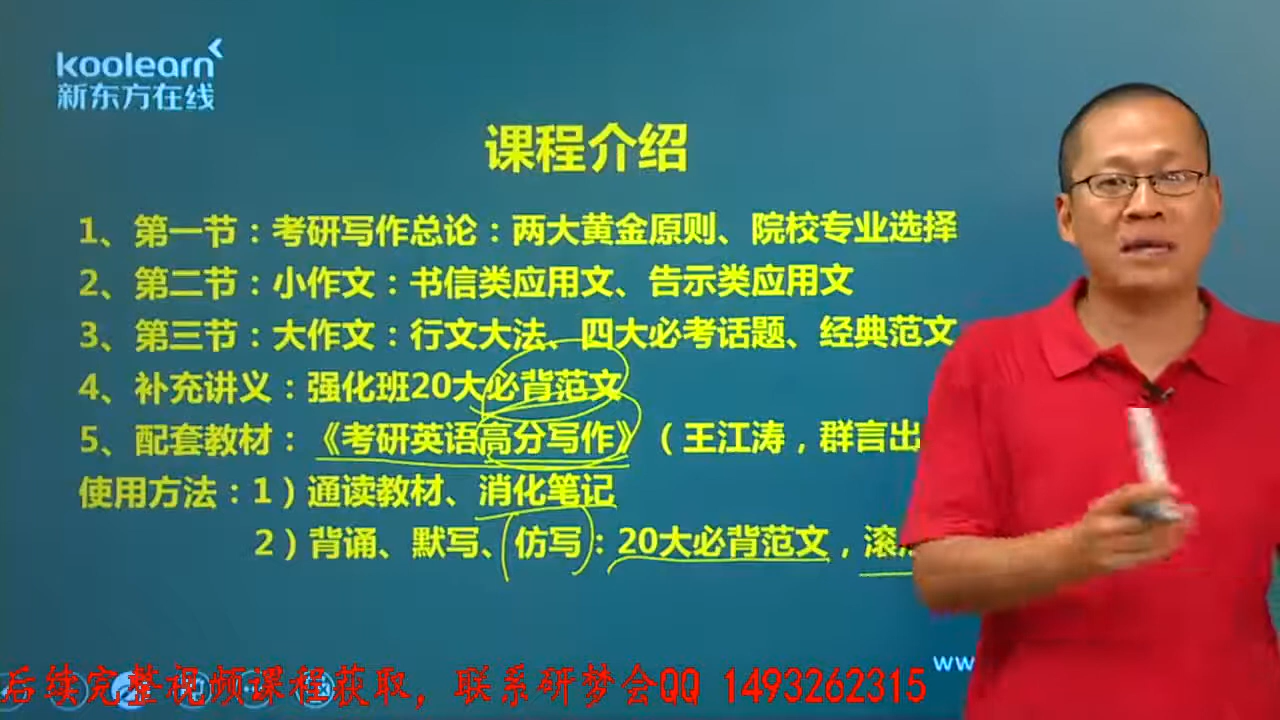 koolearn
新东方在线
课程介绍
1、第一节：考研写作总论：两大黄金原则、院校专业选择
2、第二节：小作文：书信类应用文、告示类应用文
3、第三节：大作文：行文大法、四大必考话题、经典范文
4、补充讲义：强化班20大必背范文
5、配套教材：《考研英语高分写作》（王江涛，群言出
使用方法：1）通读教材、消化笔记
2）背诵、默写、仿写：20大必背范文，滚
www
后续完整视频课程获取，联系研梦会QQ 1493262315